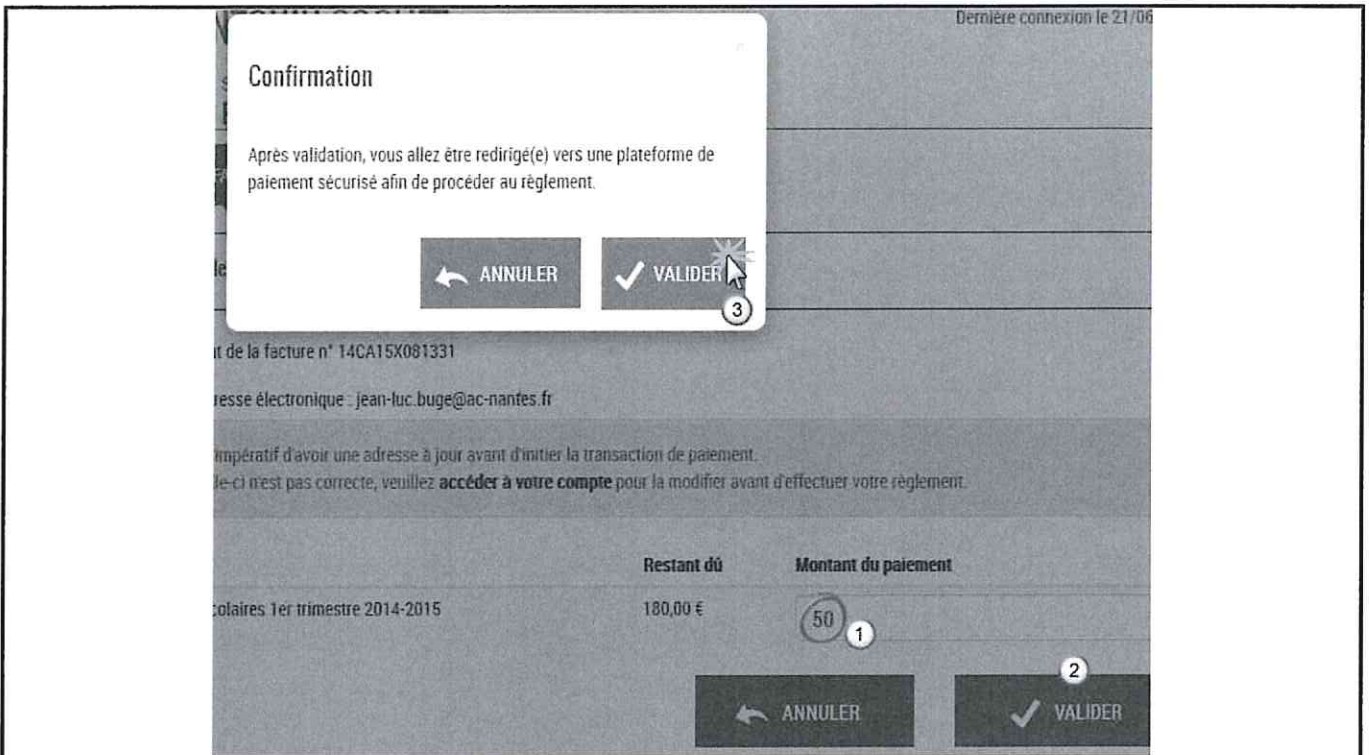 Dernière connexion le 21/06
Confirmation
Après validation, vous allez être redirigé(e) vers une plateforme de
paiement sécurisé afin de procéder au règlement.
ANNULER
VALIDER
3
t de la facture n° 14CA15X081331
resse électronique : jean-luc.buge@ac-nantes.fr
impératif d'avoir une adresse à jour avant d'initier la transaction de paiement.
le-ci n'est pas correcte, veuillez accéder à votre compte pour la modifier avant d'effectuer votre règlement.
Restant dû
Montant du paiement
colaires 1er trimestre 2014-2015
180,00 €
50
1
2
ANNULER
VALIDER